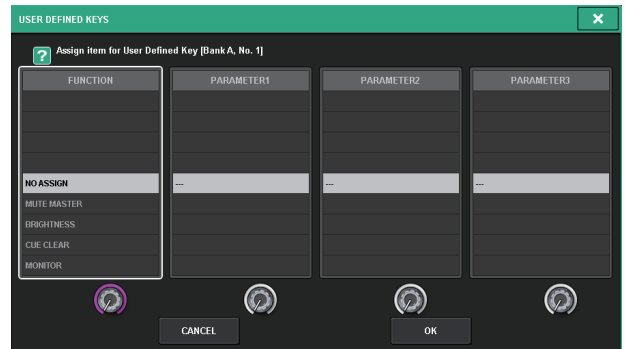 USER DEFINED KEYS
Assign item for User Defined Key [Bank A, No. 1]
FUNCTION PARAMETER1 PARAMETER2 PARAMETER3
NO ASSIGN --- --- ---
MUTE MASTER
BRIGHTNESS
CUE CLEAR
MONITOR
CANCEL OK